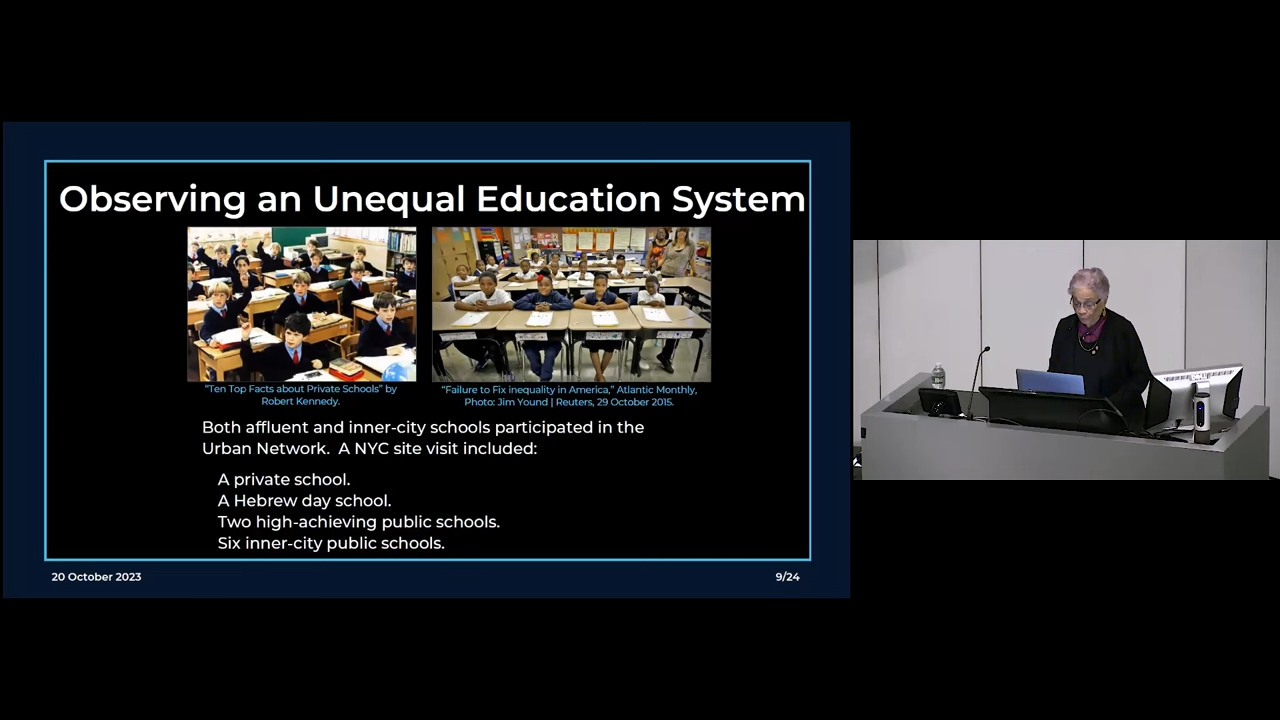 Observing an Unequal Education System
"Ten Top Facts about Private Schools" by
Robert Kennedy.
"Failure to Fix inequality in America," Atlantic Monthly,
Photo: Jim Yound | Reuters, 29 October 2015.
Both affluent and inner-city schools participated in the
Urban Network.  A NYC site visit included:
A private school.
A Hebrew day school.
Two high-achieving public schools.
Six inner-city public schools.
20 October 2023
9/24